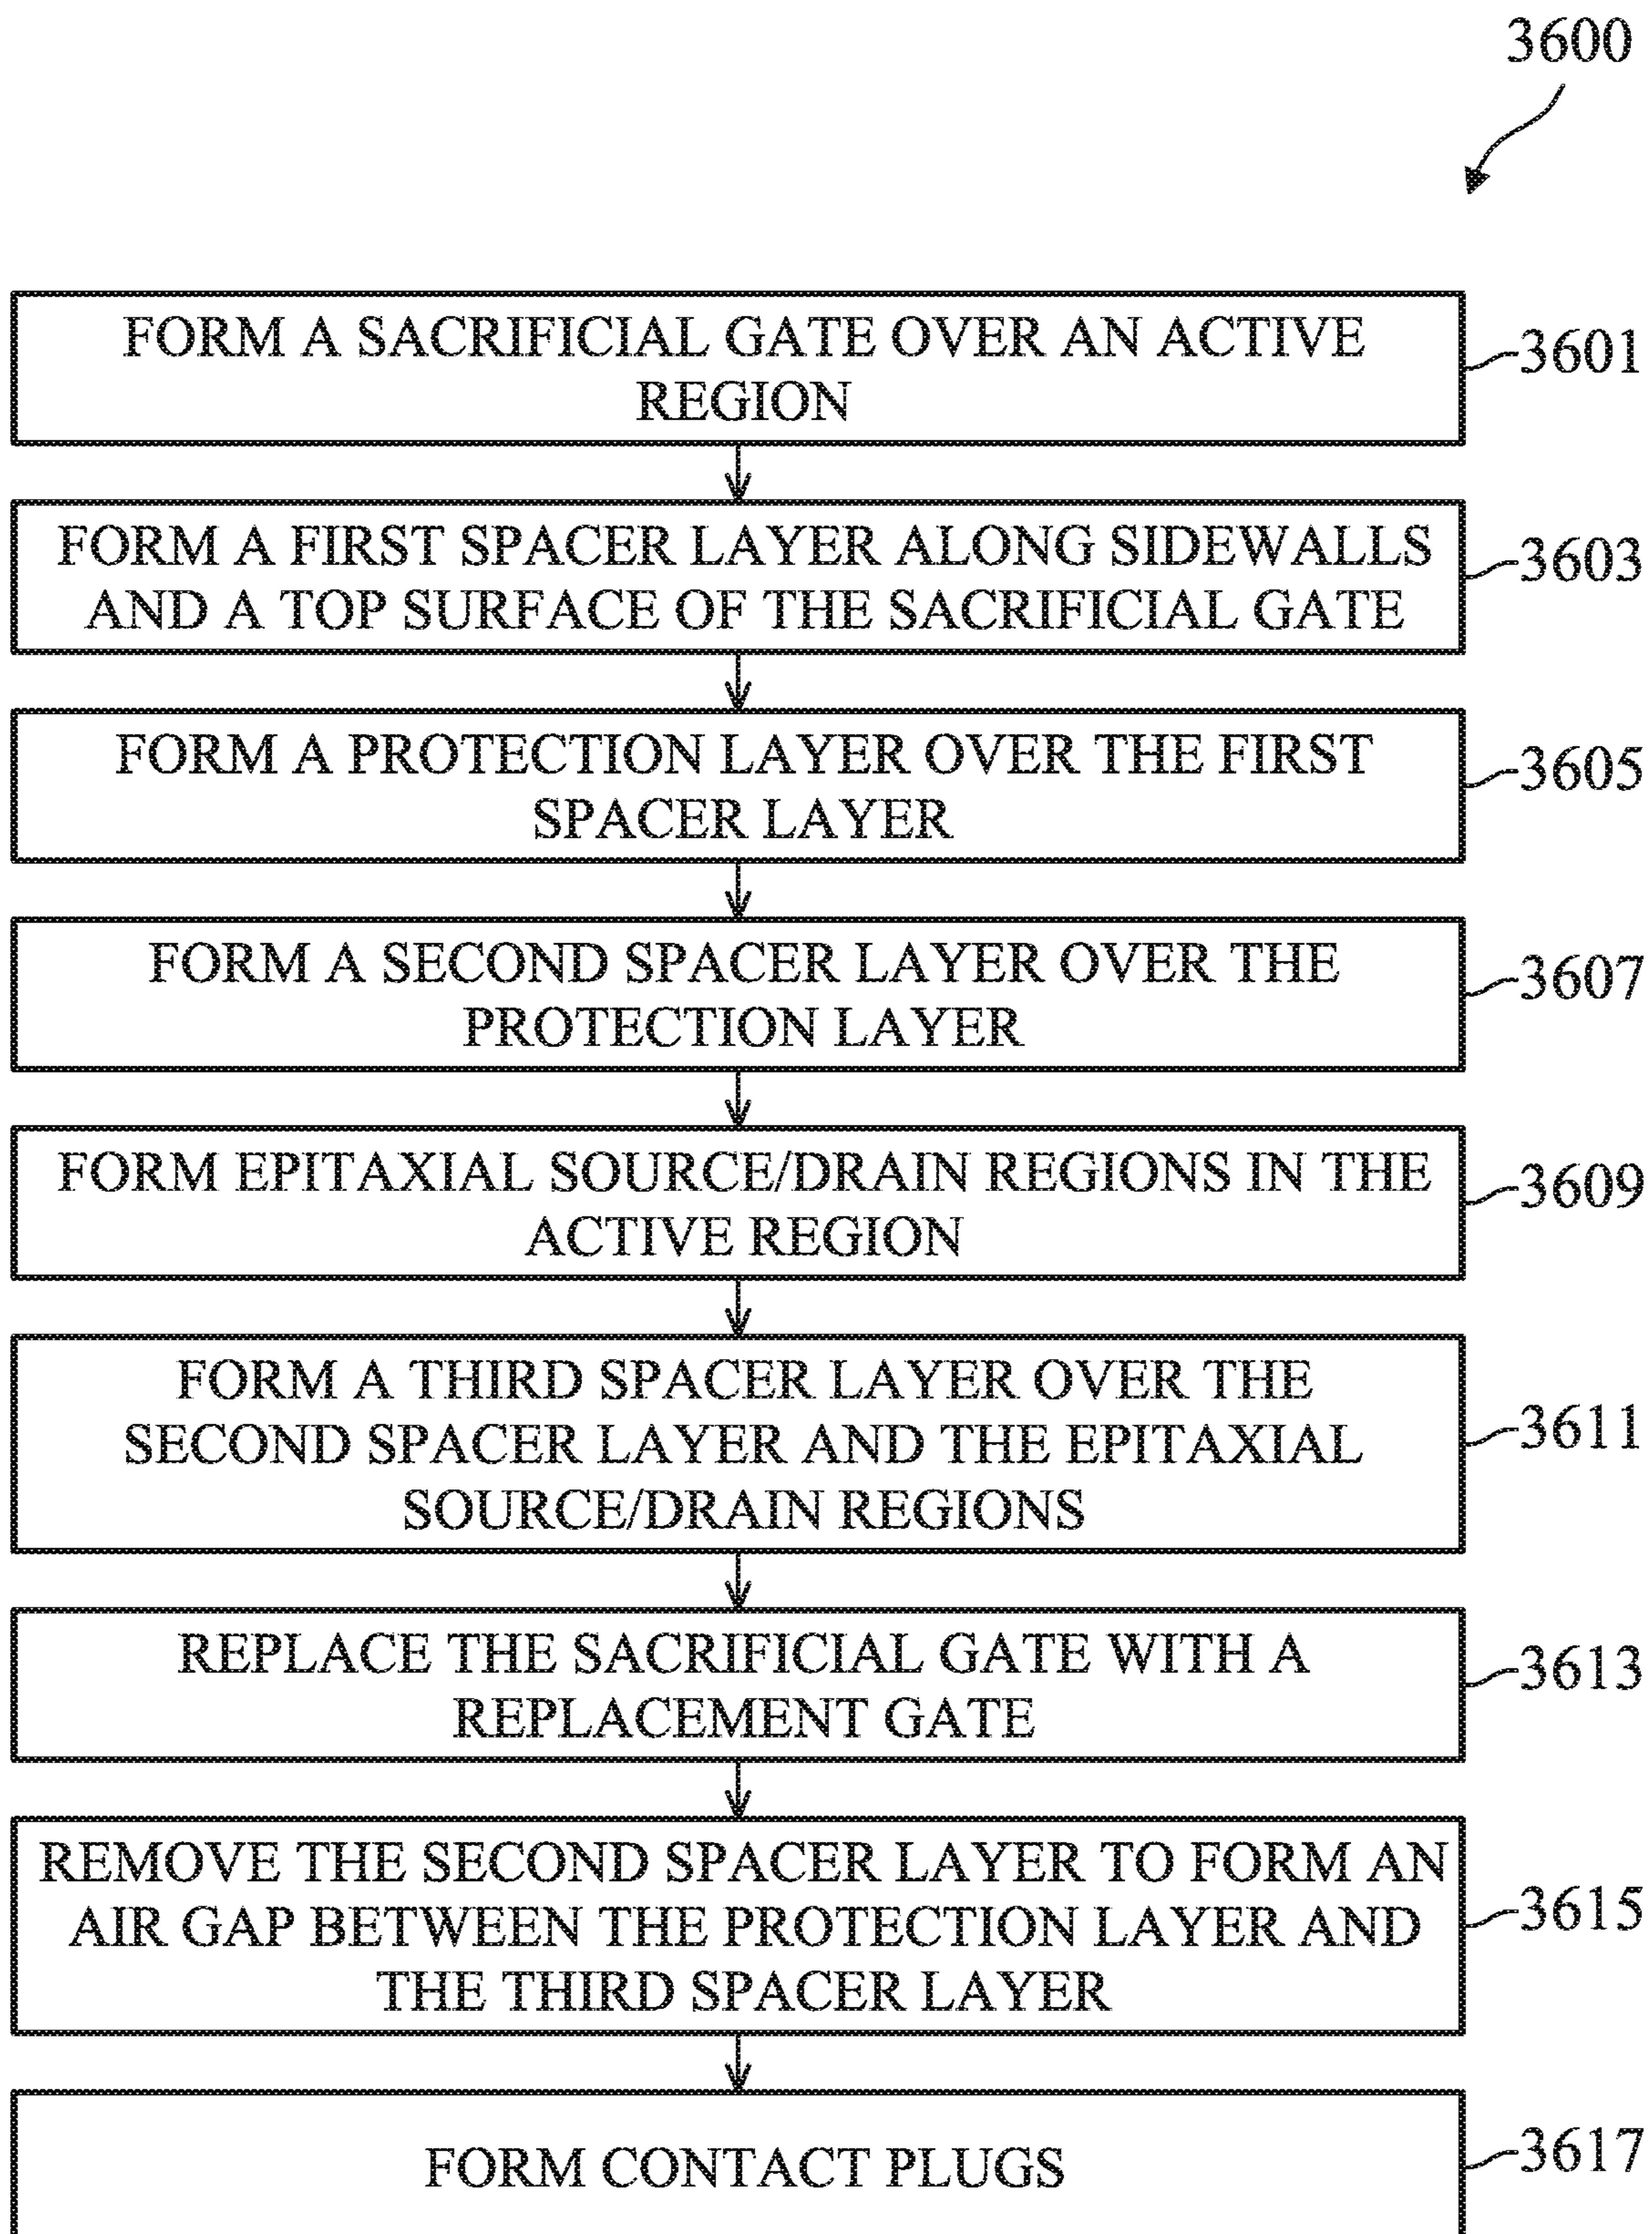 3600
FORM A SACRIFICIAL GATE OVER AN ACTIVE
REGION
3601
FORM A FIRST SPACER LAYER ALONG SIDEWALLS
AND A TOP SURFACE OF THE SACRIFICIAL GATE
3603
FORM A PROTECTION LAYER OVER THE FIRST
SPACER LAYER
3605
FORM A SECOND SPACER LAYER OVER THE
PROTECTION LAYER
3607
FORM EPITAXIAL SOURCE/DRAIN REGIONS IN THE
ACTIVE REGION
3609
FORM A THIRD SPACER LAYER OVER THE
SECOND SPACER LAYER AND THE EPITAXIAL
SOURCE/DRAIN REGIONS
3611
REPLACE THE SACRIFICIAL GATE WITH A
REPLACEMENT GATE
3613
REMOVE THE SECOND SPACER LAYER TO FORM AN
AIR GAP BETWEEN THE PROTECTION LAYER AND
THE THIRD SPACER LAYER
3615
FORM CONTACT PLUGS
3617